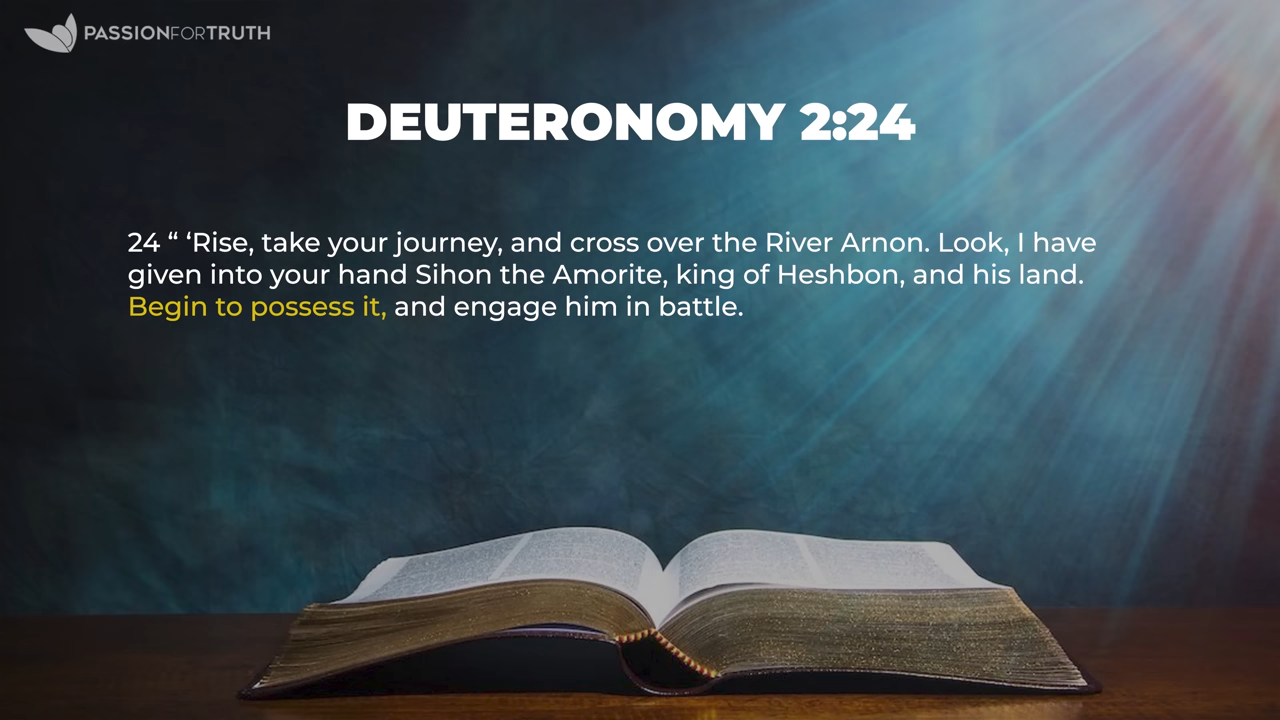 PASSIONFORTRUTH
DEUTERONOMY 2:24
24 “ ‘Rise, take your journey, and cross over the River Arnon. Look, I have
given into your hand Sihon the Amorite, king of Heshbon, and his land.
Begin to possess it, and engage him in battle.